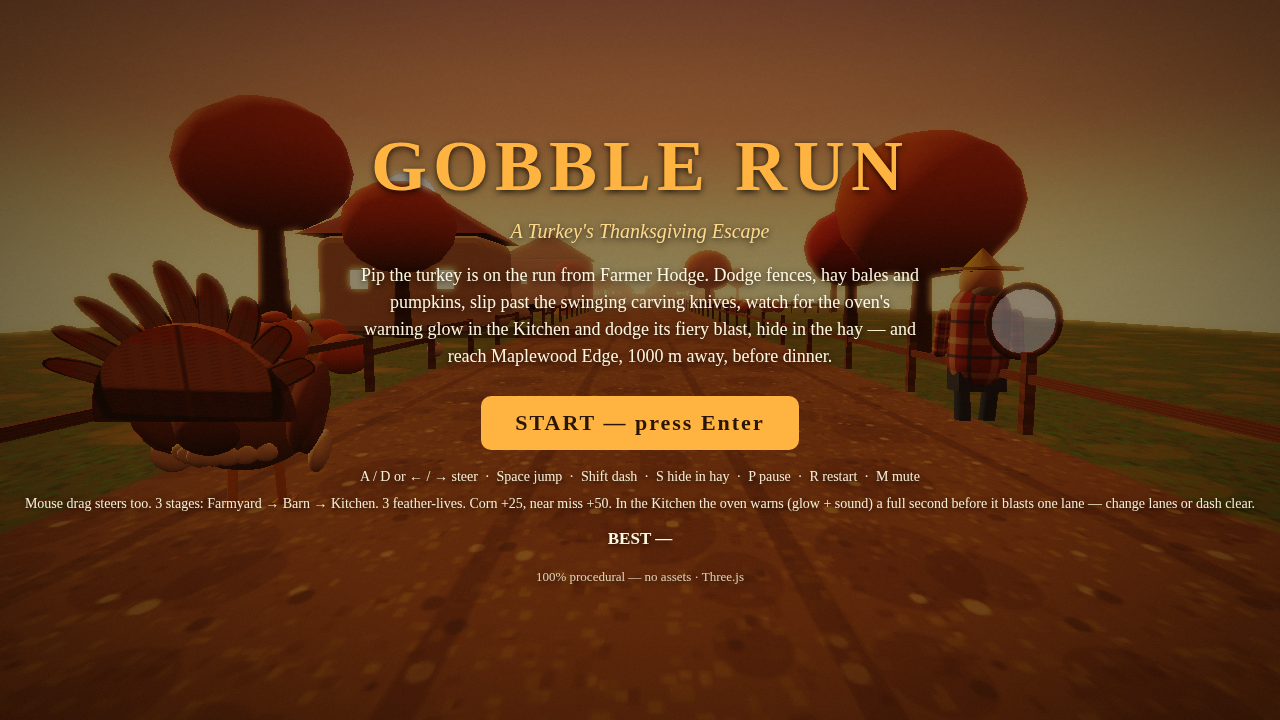 GOBBLE RUN
A Turkey's Thanksgiving Escape
Pip the turkey is on the run from Farmer Hodge. Dodge fences, hay bales and
pumpkins, slip past the swinging carving knives, watch for the oven's
warning glow in the Kitchen and dodge its fiery blast, hide in the hay — and
reach Maplewood Edge, 1000 m away, before dinner.
START — press Enter
A / D or ← / → steer · Space jump · Shift dash · S hide in hay · P pause · R restart · M mute
Mouse drag steers too. 3 stages: Farmyard → Barn → Kitchen. 3 feather-lives. Corn +25, near miss +50. In the Kitchen the oven warns (glow + sound) a full second before it blasts one lane — change lanes or dash clear.
BEST —
100% procedural — no assets · Three.js